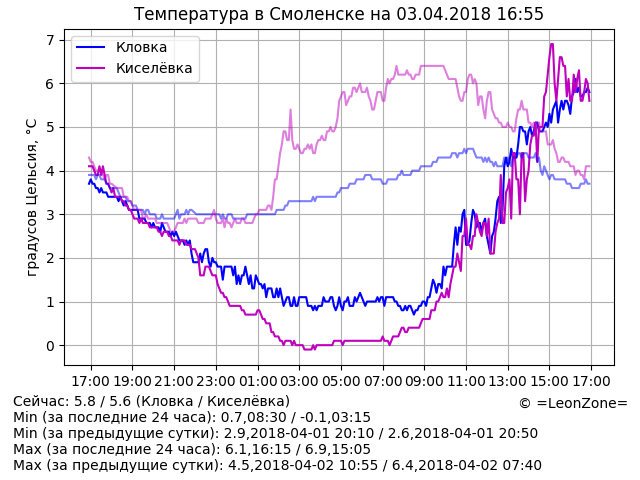 Температура в Смоленске на 03.04.2018 16:55
Кловка
Киселёвка
градусов Цельсия, °C
7
6
5
4
3
2
1
0
17:00 19:00 21:00 23:00 01:00 03:00 05:00 07:00 09:00 11:00 13:00 15:00 17:00
Сейчас: 5.8 / 5.6 (Кловка / Киселёвка)
© =LeonZone=
Min (за последние 24 часа): 0.7,08:30 / -0.1,03:15
Min (за предыдущие сутки): 2.9,2018-04-01 20:10 / 2.6,2018-04-01 20:50
Max (за последние 24 часа): 6.1,16:15 / 6.9,15:05
Max (за предыдущие сутки): 4.5,2018-04-02 10:55 / 6.4,2018-04-02 07:40